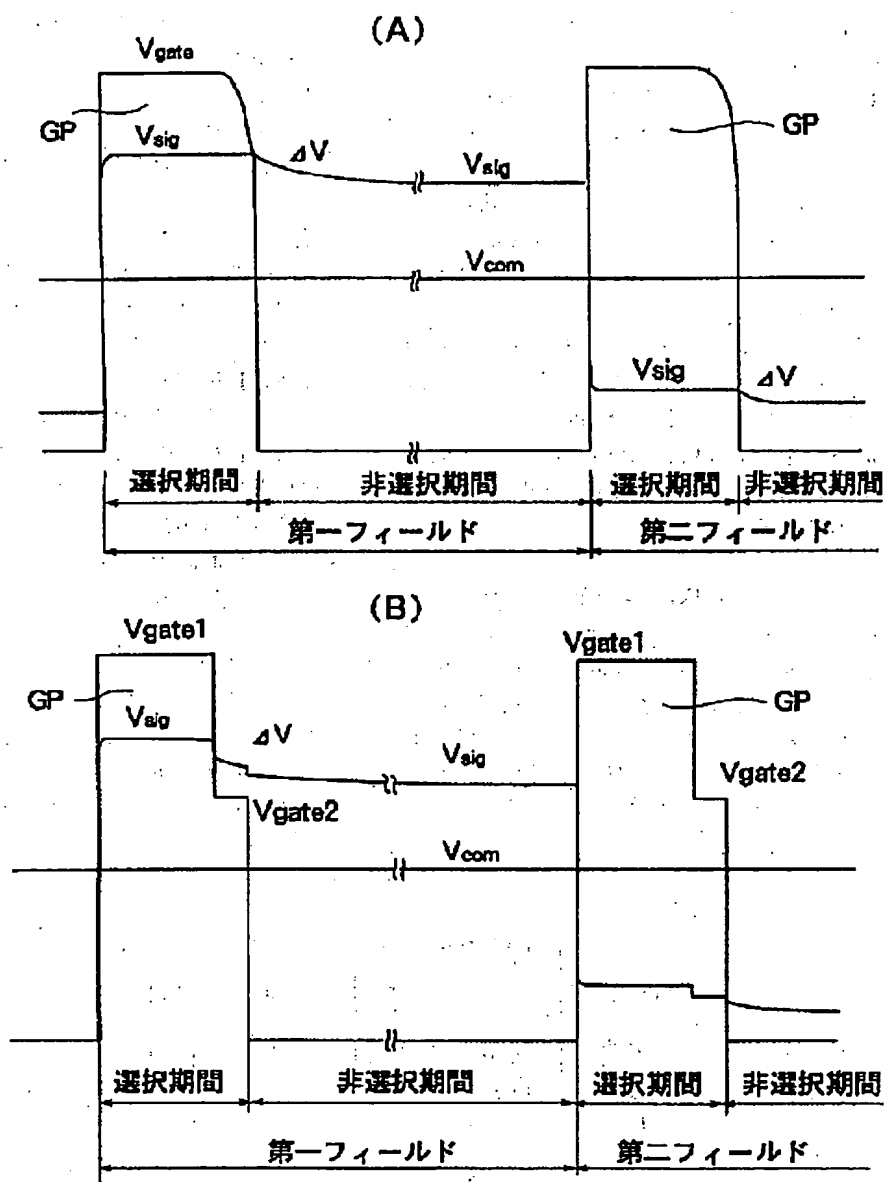 (A)
Vgate
GP
Vsig
ΔV
Vsig
GP
Vcom
Vsig
ΔV
選択期間
非選択期間
選択期間
非選択期間
第一フィールド
第二フィールド
(B)
Vgate1
Vgate1
GP
Vsig
ΔV
Vsig
GP
Vgate2
Vgate2
Vcom
選択期間
非選択期間
選択期間
非選択期間
第一フィールド
第二フィールド